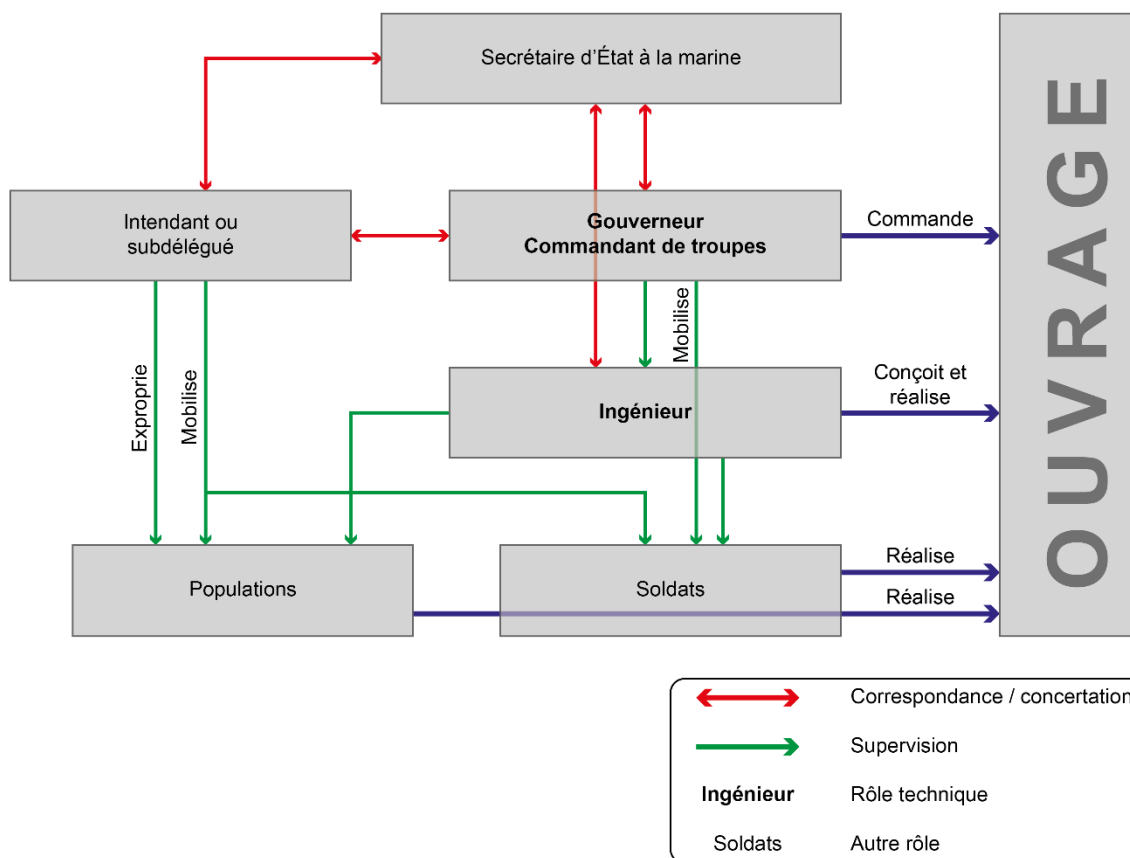 Secrétaire d'État à la marine
Intendant ou
subdélégué
Gouverneur
Commandant de troupes
Commande
OUVRAGE
Exproprie
Mobilise
Mobilise
Ingénieur
Conçoit et
réalise
Populations
Soldats
Réalise
Réalise
Correspondance / concertation
Supervision
Ingénieur Rôle technique
Soldats Autre rôle